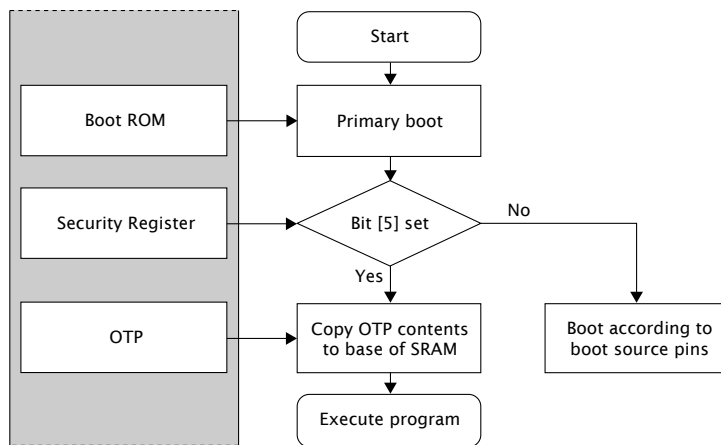 Start
Boot ROM
Primary boot
Security Register
Bit [5] set
No
Yes
OTP
Copy OTP contents
to base of SRAM
Boot according to
boot source pins
Execute program